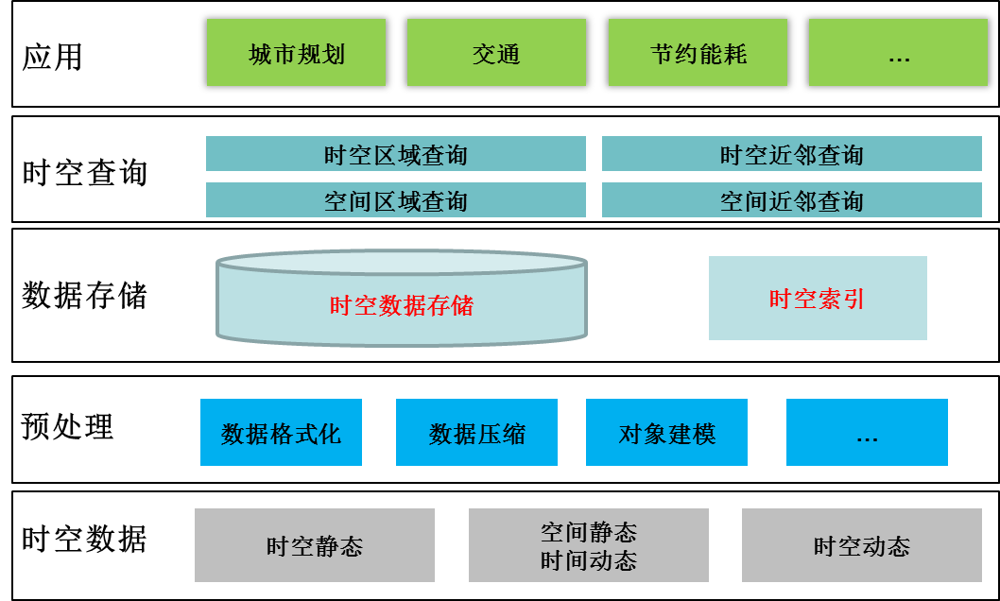 应用
城市规划
交通
节约能耗
...
时空查询
时空区域查询
时空近邻查询
空间区域查询
空间近邻查询
数据存储
时空数据存储
时空索引
预处理
数据格式化
数据压缩
对象建模
...
时空数据
时空静态
空间静态
时间动态
时空动态